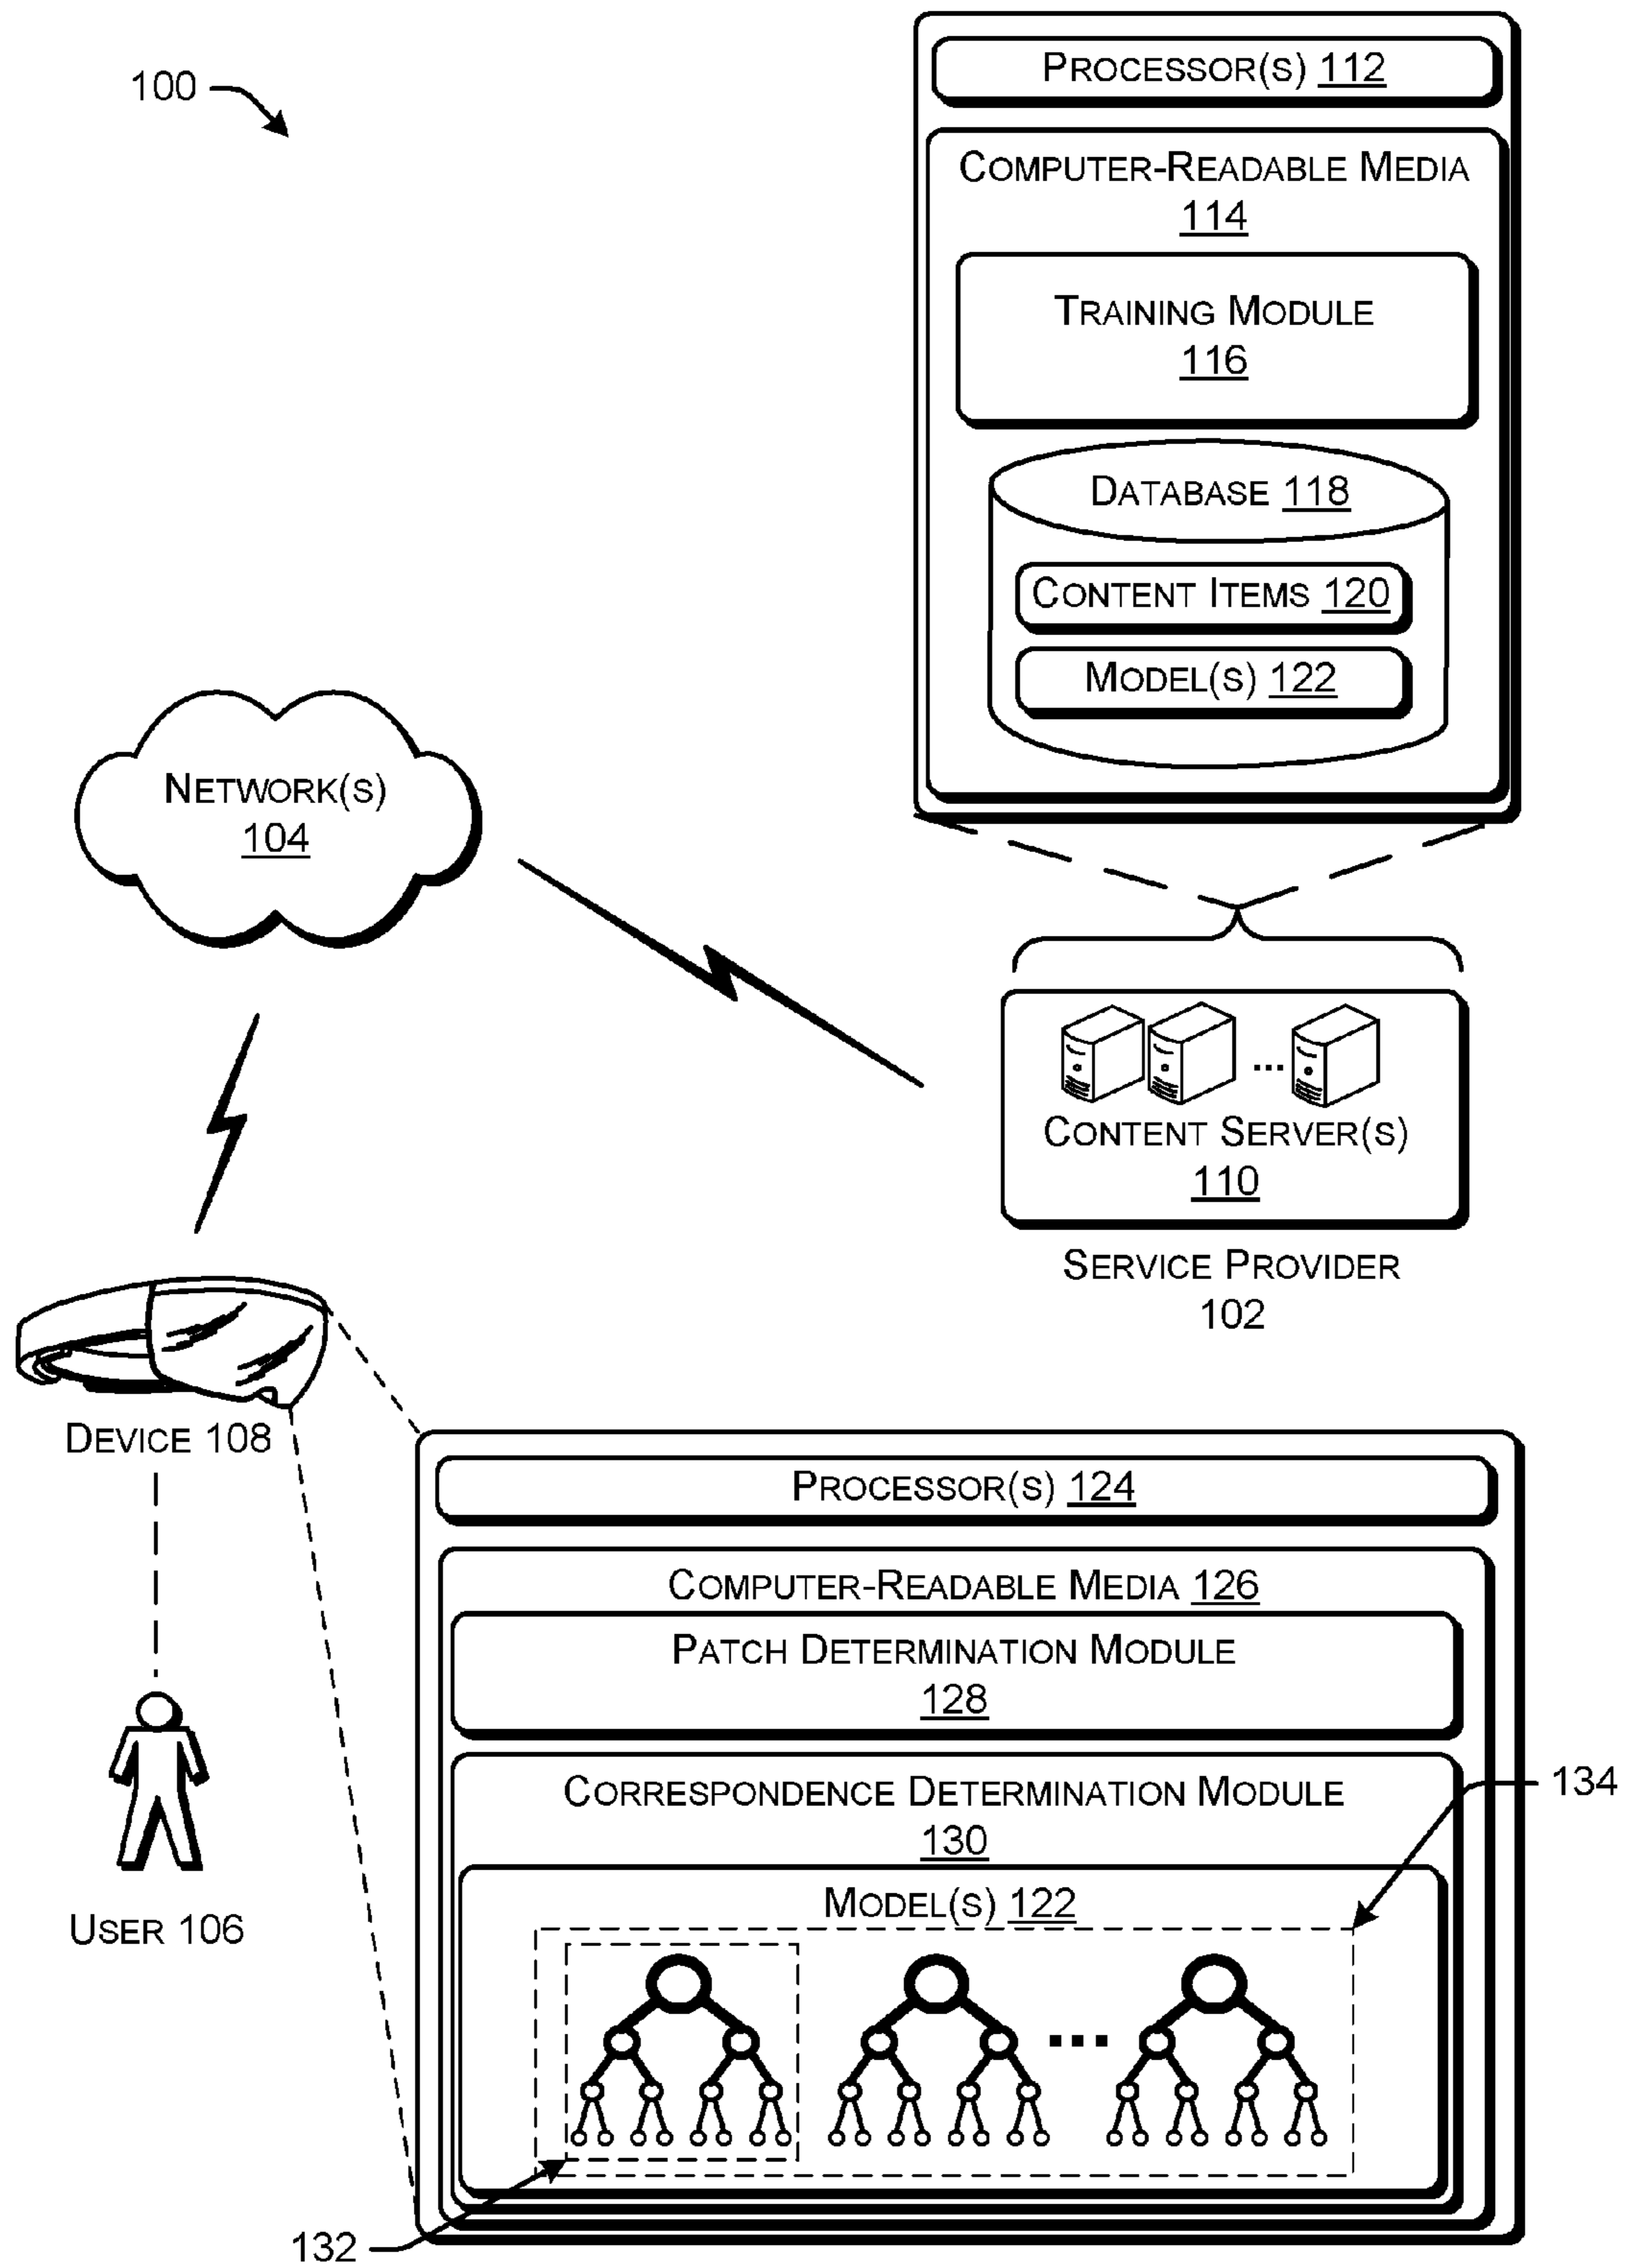 100
PROCESSOR(S) 112
COMPUTER-READABLE MEDIA
114
TRAINING MODULE
116
DATABASE 118
CONTENT ITEMS 120
MODEL(S) 122
NETWORK(S)
104
...
CONTENT SERVER(S)
110
SERVICE PROVIDER
102
DEVICE 108
PROCESSOR(S) 124
COMPUTER-READABLE MEDIA 126
PATCH DETERMINATION MODULE
128
CORRESPONDENCE DETERMINATION MODULE
130
134
MODEL(S) 122
...
USER 106
132